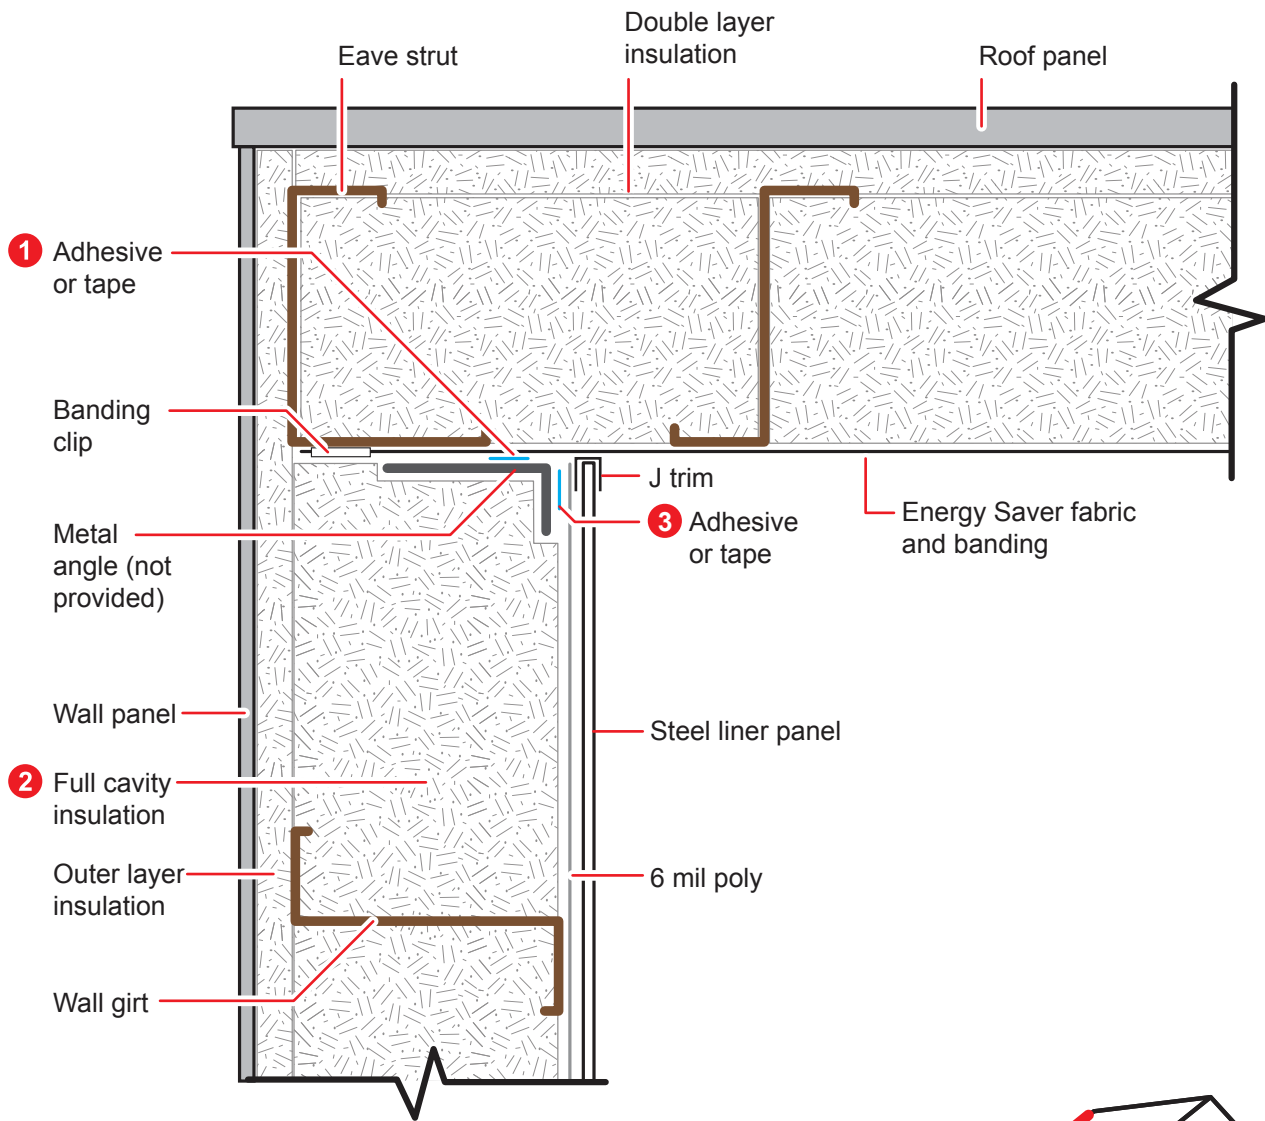 Double layer
insulation
Eave strut
Roof panel
1 Adhesive
or tape
Banding
clip
J trim
3 Adhesive
or tape
Energy Saver fabric
and banding
Metal
angle (not
provided)
Wall panel
Steel liner panel
2 Full cavity
insulation
Outer layer
insulation
6 mil poly
Wall girt